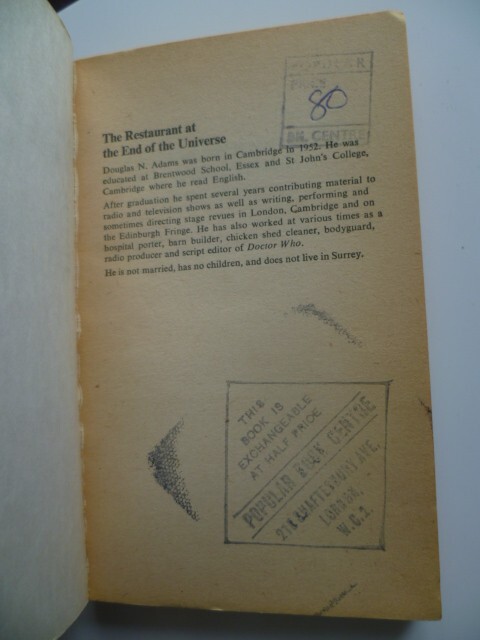 POPULAR
PRICE
80
BK. CENTRE
The Restaurant at
the End of the Universe
Douglas N. Adams was born in Cambridge in 1952. He was
educated at Brentwood School, Essex and St John's College,
Cambridge where he read English.
After graduation he spent several years contributing material to
radio and television shows as well as writing, performing and
sometimes directing stage revues in London, Cambridge and on
the Edinburgh Fringe. He has also worked at various times as a
hospital porter, barn builder, chicken shed cleaner, bodyguard,
radio producer and script editor of Doctor Who.
He is not married, has no children, and does not live in Surrey.
THIS
BOOK IS
EXCHANGEABLE
AT HALF PRICE
POPULAR BOOK CENTRE
SHAFTESBURY AVE.
LONDON,
W.C.2.